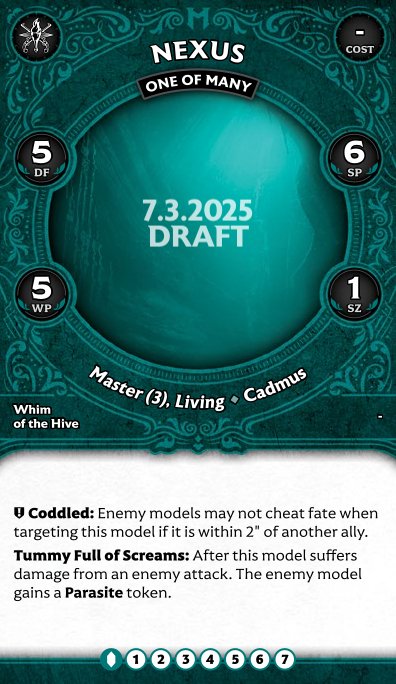 NEXUS
ONE OF MANY
-
COST
5
DF
6
SP
7.3.2025
DRAFT
5
WP
1
SZ
Master (3), Living ◆ Cadmus
Whim
of the Hive
-
Coddled: Enemy models may not cheat fate when
targeting this model if it is within 2" of another ally.
Tummy Full of Screams: After this model suffers
damage from an enemy attack. The enemy model
gains a Parasite token.
1 2 3 4 5 6 7